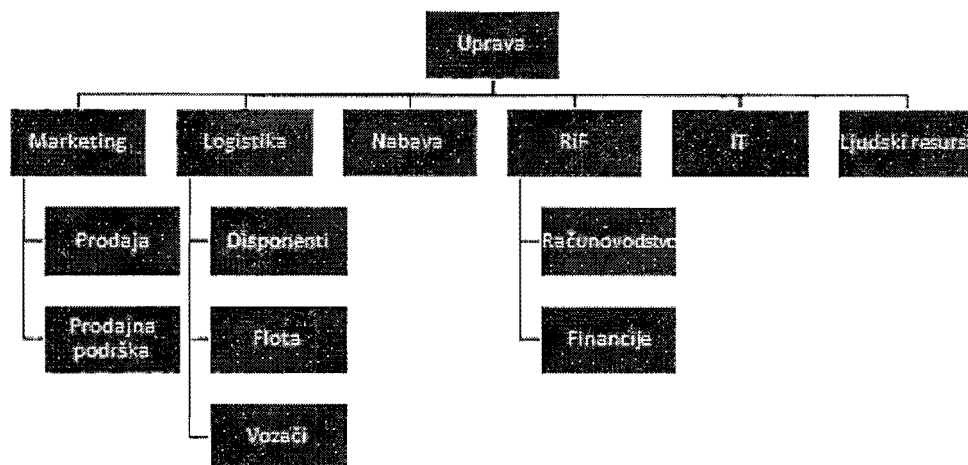 Uprava
Marketing
Logistika
Nabava
RiF
IT
Ljudski resursi
Prodaja
Disponenti
Računovodstvo
Prodajna
podrška
Flota
Financije
Vozači